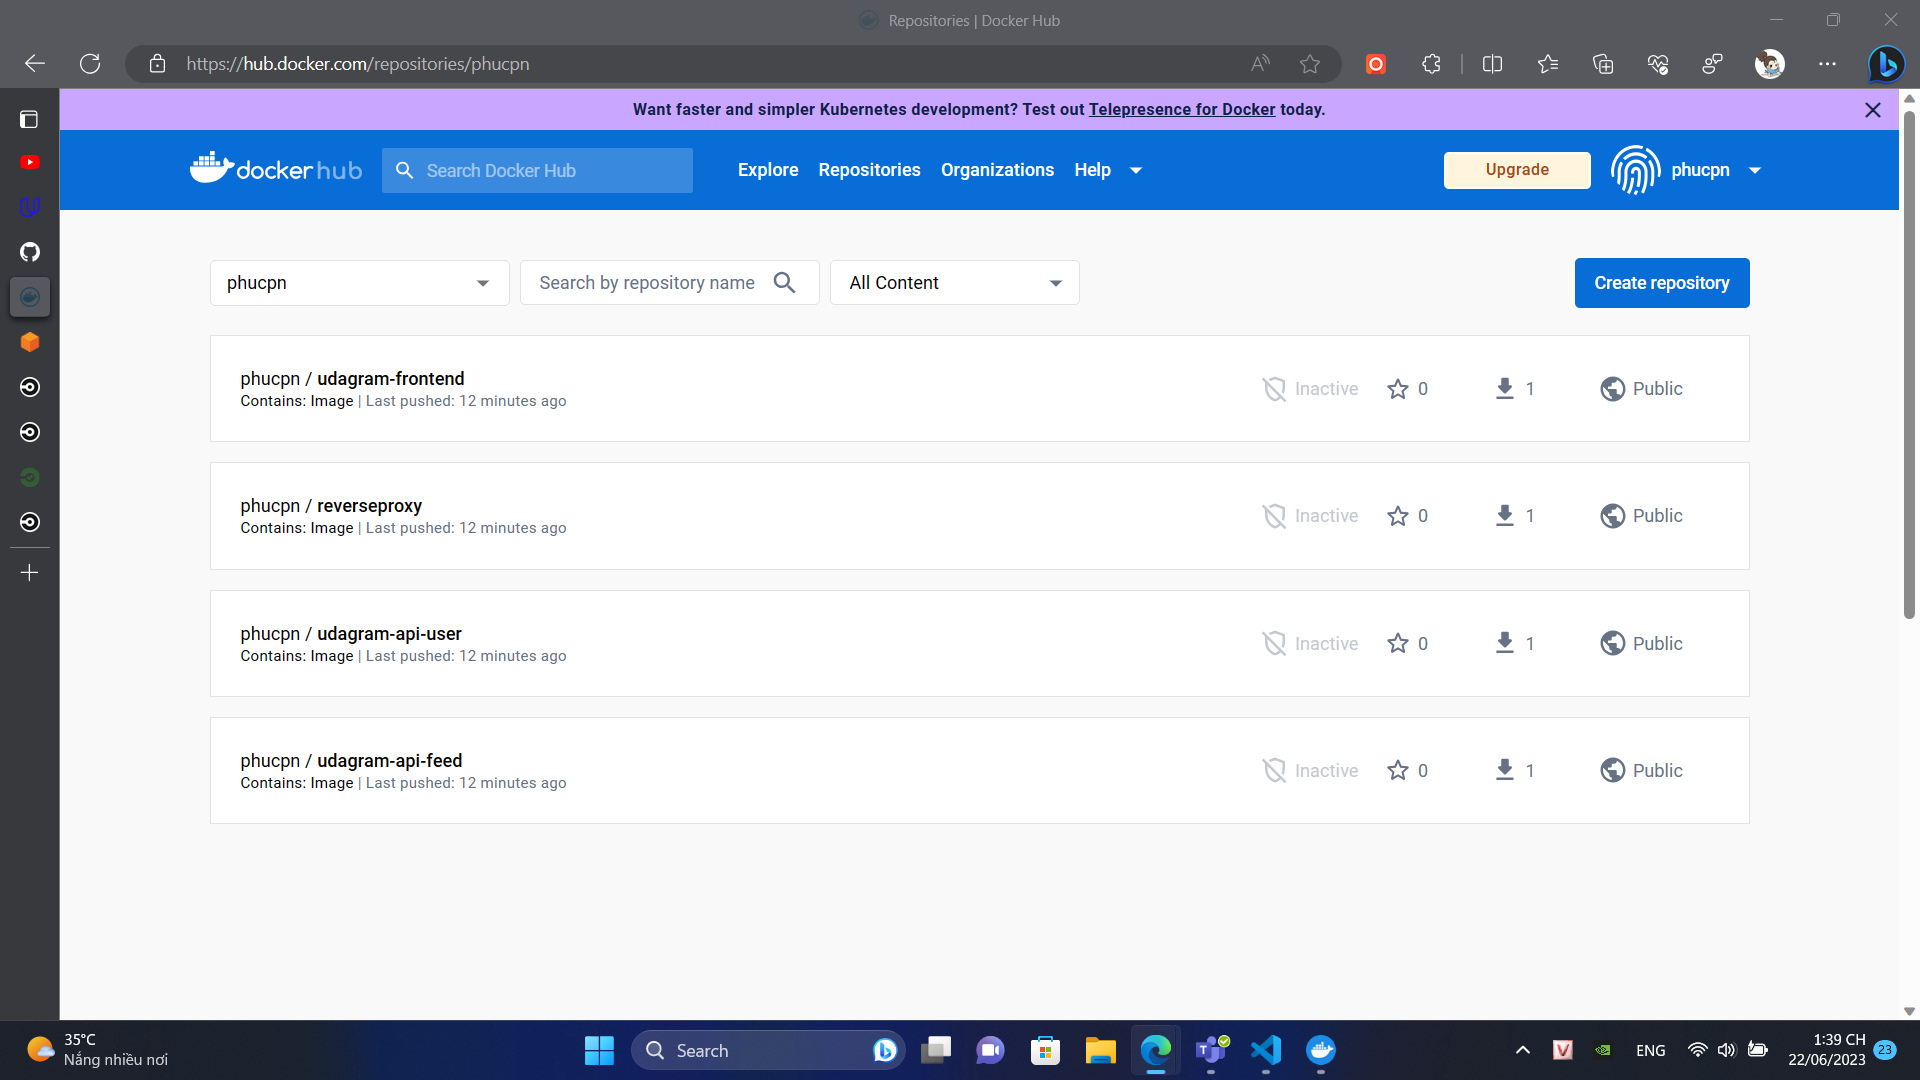 Repositories | Docker Hub
https://hub.docker.com/repositories/phucpn
Want faster and simpler Kubernetes development? Test out Telepresence for Docker today.
docker hub
Search Docker Hub
Explore
Repositories
Organizations
Help
Upgrade
phucpn
phucpn
Search by repository name
All Content
Create repository
phucpn / udagram-frontend
Contains: Image | Last pushed: 12 minutes ago
Inactive
0
1
Public
phucpn / reverseproxy
Contains: Image | Last pushed: 12 minutes ago
Inactive
0
1
Public
phucpn / udagram-api-user
Contains: Image | Last pushed: 12 minutes ago
Inactive
0
1
Public
phucpn / udagram-api-feed
Contains: Image | Last pushed: 12 minutes ago
Inactive
0
1
Public
35°C
Nắng nhiều nơi
Search
ENG
1:39 CH
22/06/2023
23